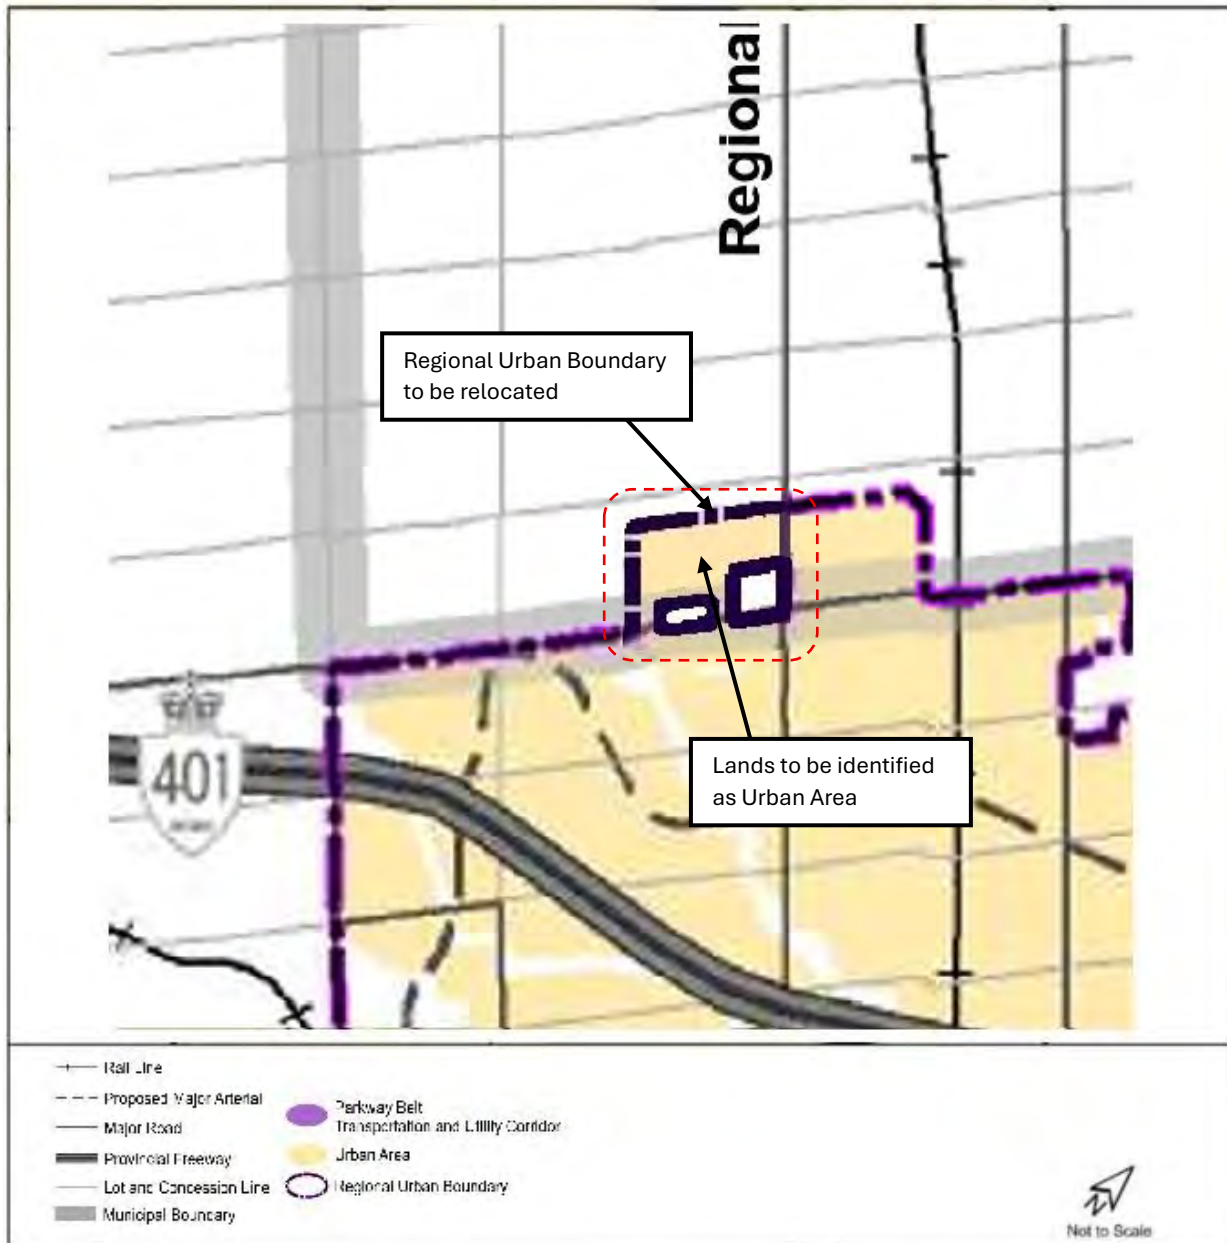 Regional
Regional Urban Boundary
to be relocated
Lands to be identified
as Urban Area
401
Rail Line
Proposed Major Arterial
Major Road
Provincial Freeway
Lot and Concession Line
Municipal Boundary
Parkway Belt
Transportation and Utility Corridor
Urban Area
Regional Urban Boundary
Not to Scale